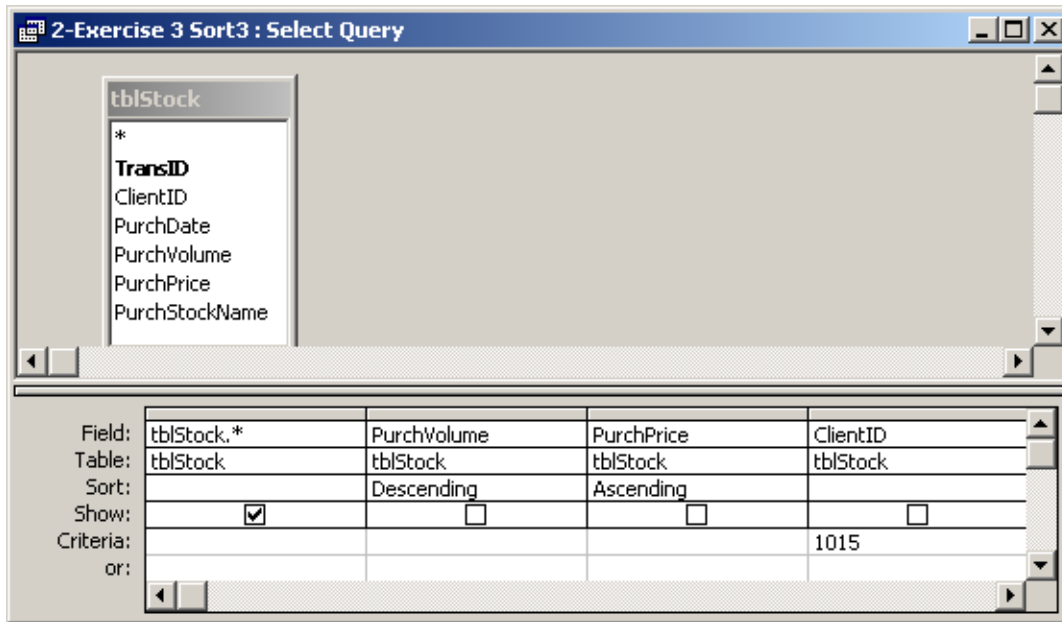 2-Exercise 3 Sort3 : Select Query
tblStock
*
TransID
ClientID
PurchDate
PurchVolume
PurchPrice
PurchStockName
Field: tblStock.* PurchVolume PurchPrice ClientID
Table: tblStock tblStock tblStock tblStock
Sort: Descending Ascending
Show:
Criteria: 1015
or: